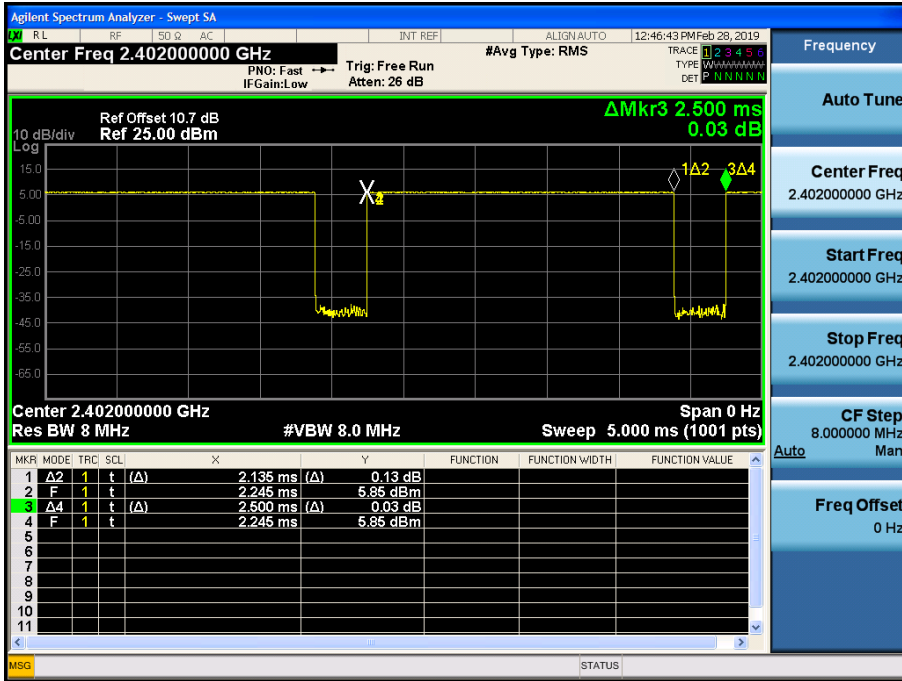 Agilent Spectrum Analyzer - Swept SA
LXI RL RF 50 Ω AC INT REF ALIGN AUTO 12:46:43 PM Feb 28, 2019
Center Freq 2.402000000 GHz
PNO: Fast
IFGain:Low
Trig: Free Run
Atten: 26 dB
#Avg Type: RMS
TRACE 1 2 3 4 5 6
TYPE WWWWWW
DET P N N N N N
Ref Offset 10.7 dB
10 dB/div Ref 25.00 dBm
Log
ΔMkr3 2.500 ms
0.03 dB
15.0
5.00
-5.00
-15.0
-25.0
-35.0
-45.0
-55.0
-65.0
1Δ2 3Δ4
Center 2.402000000 GHz Span 0 Hz
Res BW 8 MHz #VBW 8.0 MHz Sweep 5.000 ms (1001 pts)
MKR MODE TRC SCL X Y FUNCTION FUNCTION WIDTH FUNCTION VALUE
1 Δ2 1 t (Δ) 2.135 ms (Δ) 0.13 dB
2 F 1 t 2.245 ms 5.85 dBm
3 Δ4 1 t (Δ) 2.500 ms (Δ) 0.03 dB
4 F 1 t 2.245 ms 5.85 dBm
5
6
7
8
9
10
11
MSG STATUS
Frequency
Auto Tune
Center Freq
2.402000000 GHz
Start Freq
2.402000000 GHz
Stop Freq
2.402000000 GHz
CF Step
8.000000 MHz
Auto Man
Freq Offset
0 Hz